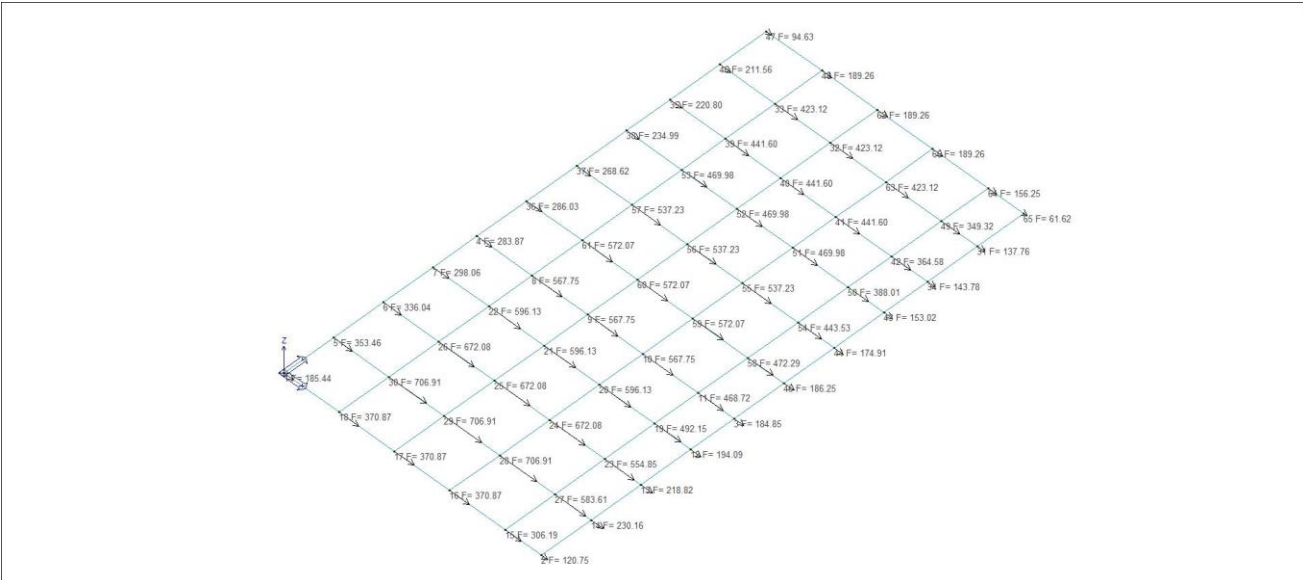 47 F= 94.63
46 F= 211.56
48 F= 189.26
35 F= 220.80
33 F= 423.12
62 F= 189.26
38 F= 234.99
39 F= 441.60
32 F= 423.12
F= 189.26
37 F= 268.62
53 F= 469.98
40 F= 441.60
63 F= 423.12
64 F= 156.25
36 F= 286.03
57 F= 537.23
52 F= 469.98
41 F= 441.60
49 F= 349.32
65 F= 61.62
4 F= 283.87
61 F= 572.07
56 F= 537.23
51 F= 469.98
42 F= 364.58
31 F= 137.76
7 F= 298.06
8 F= 567.75
60 F= 572.07
55 F= 537.23
50 F= 388.01
34 F= 143.78
6 F= 336.04
22 F= 596.13
9 F= 567.75
59 F= 572.07
54 F= 443.53
43 F= 153.02
Z
5 F= 353.46
26 F= 672.08
21 F= 596.13
10 F= 567.75
58 F= 472.29
44 F= 174.91
F= 185.44
30 F= 706.91
25 F= 672.08
20 F= 596.13
11 F= 468.72
F= 186.25
18 F= 370.87
29 F= 706.91
24 F= 672.08
19 F= 492.15
F= 184.85
17 F= 370.87
28 F= 706.91
23 F= 554.85
F= 194.09
16 F= 370.87
27 F= 583.61
F= 218.82
15 F= 306.19
14 F= 230.16
2 F= 120.75